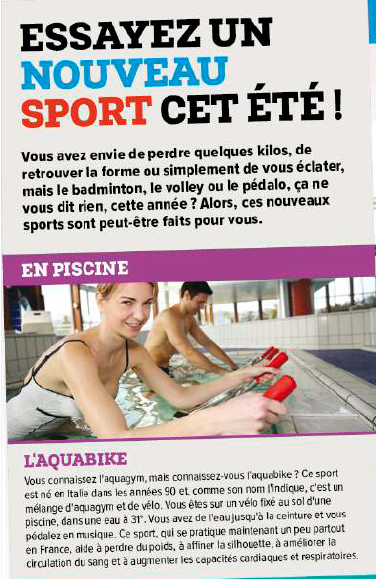 ESSAYEZ UN
NOUVEAU
SPORT CET ÉTÉ !
Vous avez envie de perdre quelques kilos, de
retrouver la forme ou simplement de vous éclater,
mais le badminton, le volley ou le pédalo, ça ne
vous dit rien, cette année ? Alors, ces nouveaux
sports sont peut-être faits pour vous.
EN PISCINE
L'AQUABIKE
Vous connaissez l'aquagym, mais connaissez-vous l'aquabike ? Ce sport
est né en Italie dans les années 90 et, comme son nom l'indique, c'est un
mélange d'aquagym et de vélo. Vous êtes sur un vélo fixé au sol d'une
piscine, dans une eau à 31°. Vous avez de l'eau jusqu'à la ceinture et vous
pédalez en musique. Ce sport, qui se pratique maintenant un peu partout
en France, aide à perdre du poids, à affiner la silhouette, à améliorer la
circulation du sang et à augmenter les capacités cardiaques et respiratoires.